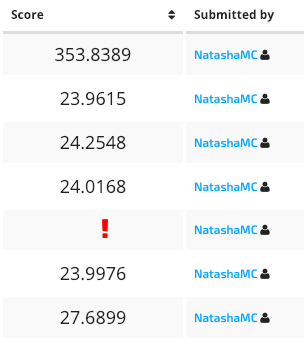 Score Submitted by
353.8389 NatashaMC
23.9615 NatashaMC
24.2548 NatashaMC
24.0168 NatashaMC
! NatashaMC
23.9976 NatashaMC
27.6899 NatashaMC